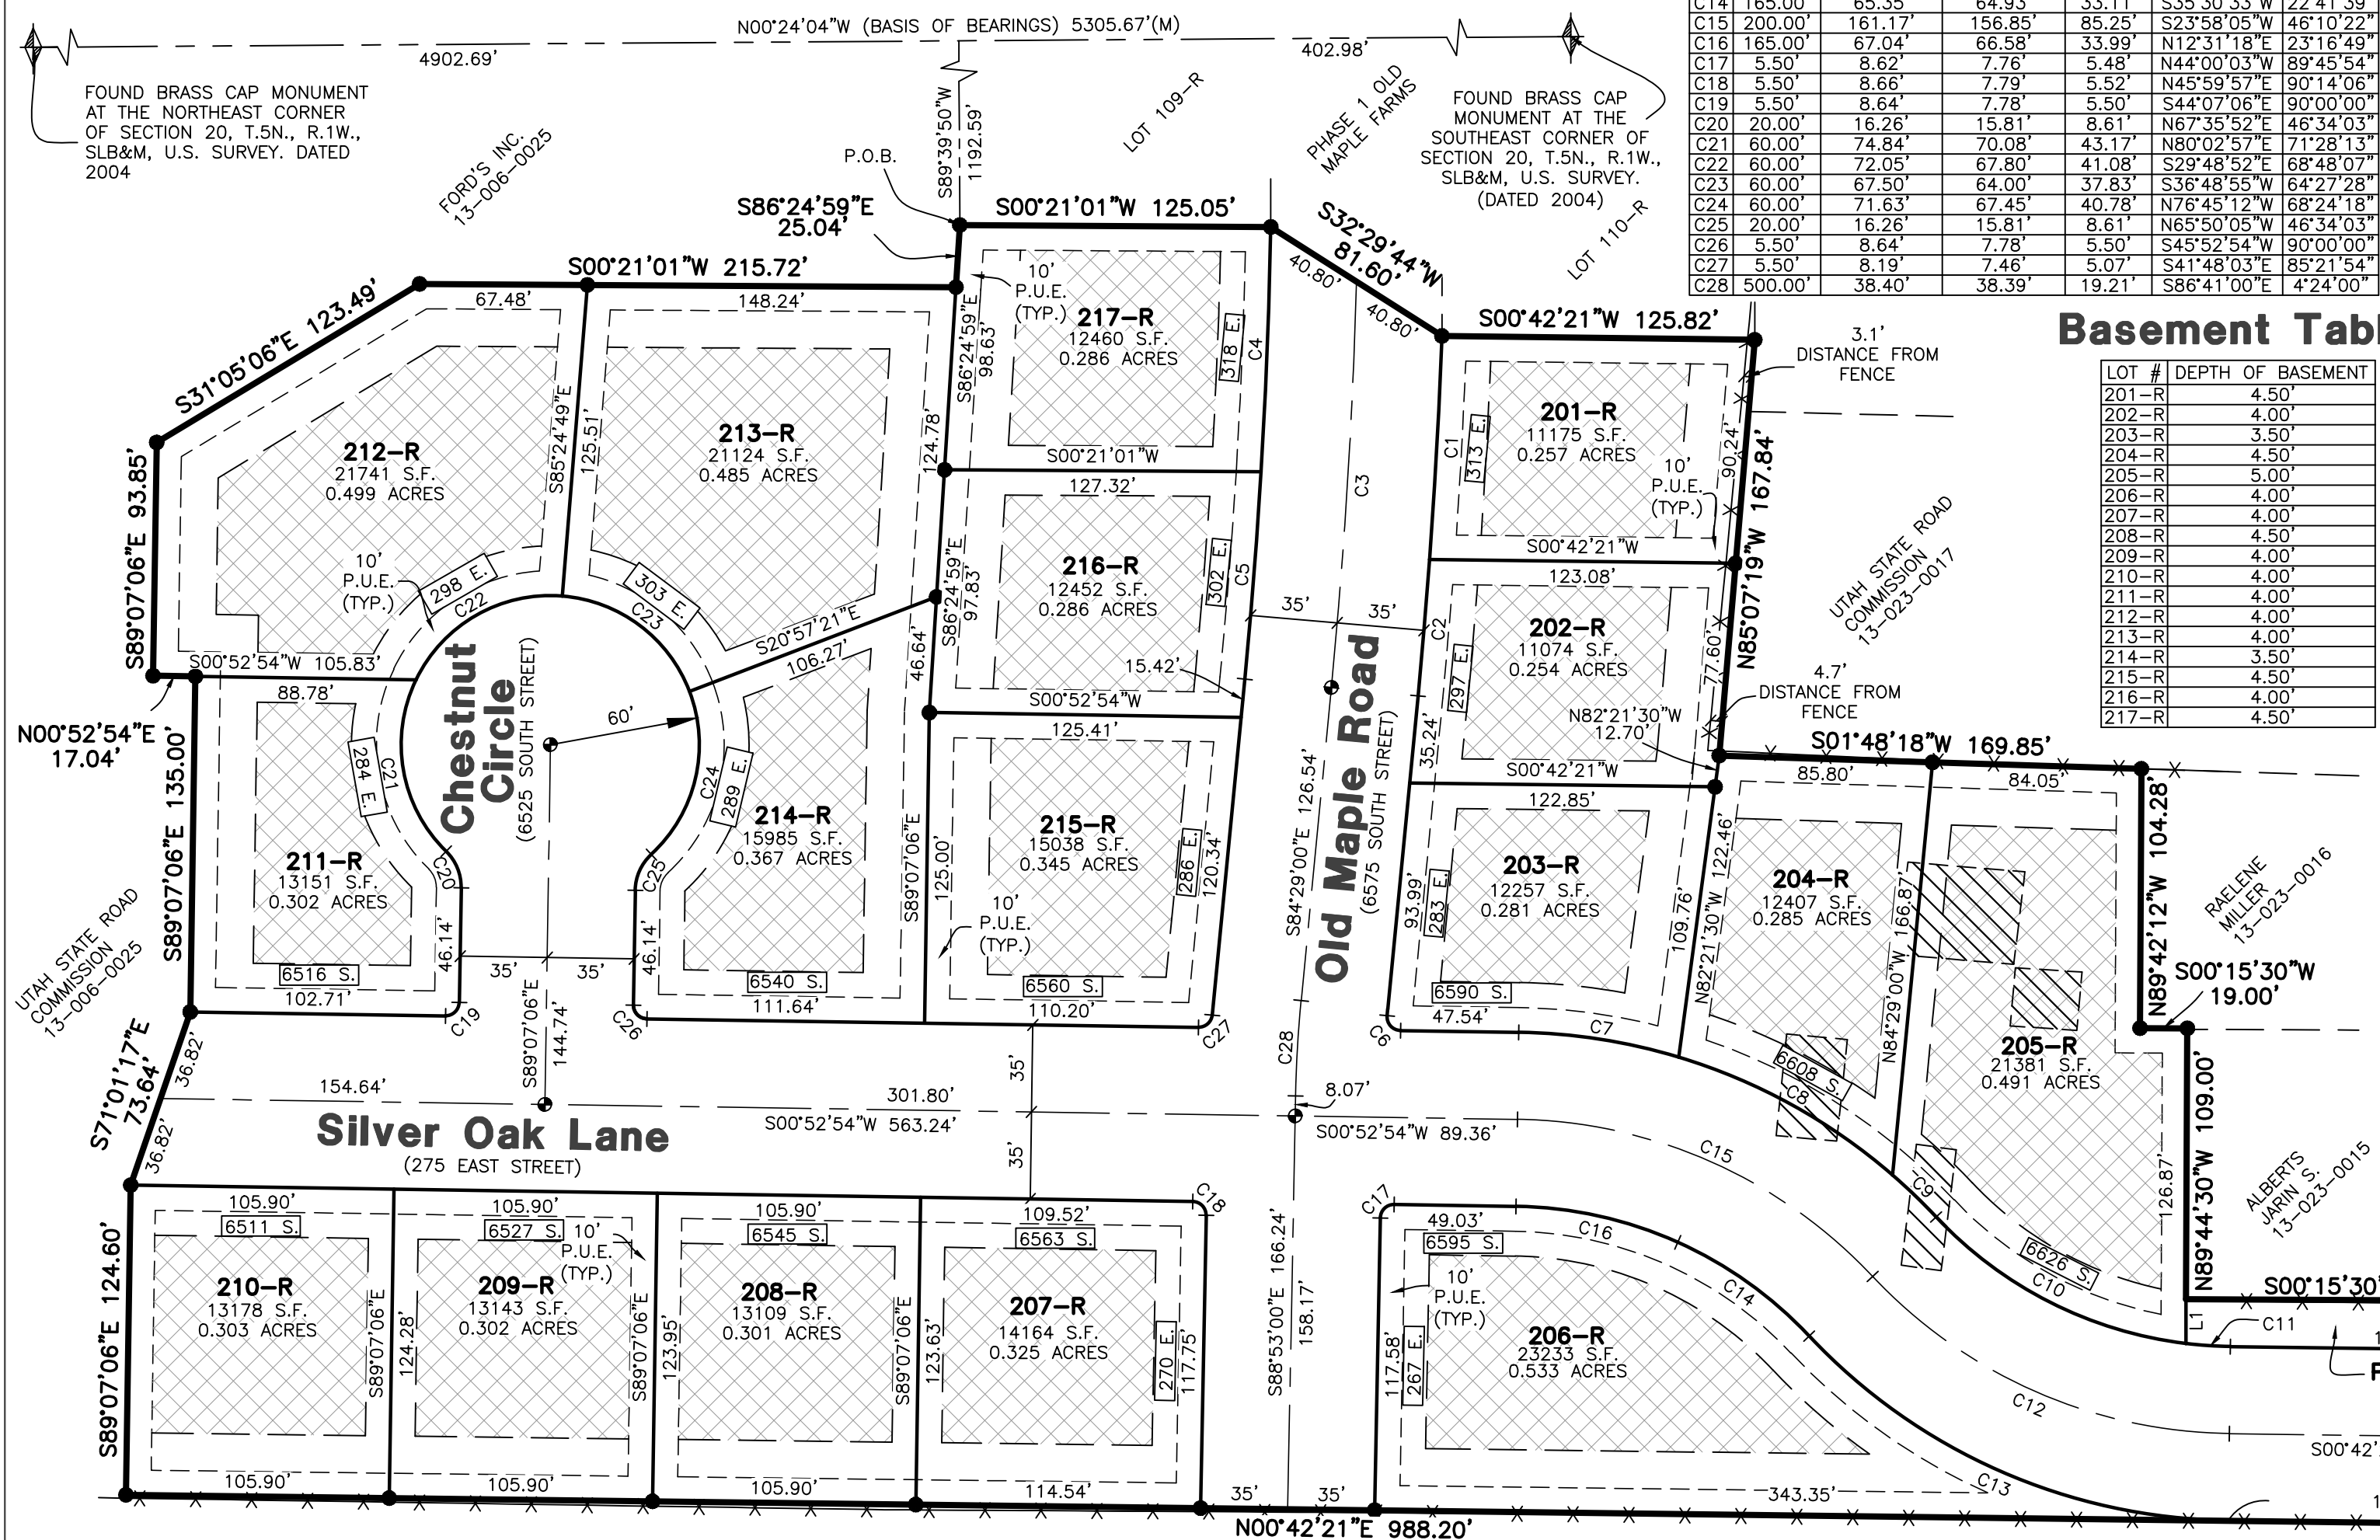 N00°24'04"W (BASIS OF BEARINGS) 5305.67'(M)
4902.69'
402.98'
FOUND BRASS CAP MONUMENT
AT THE NORTHEAST CORNER
OF SECTION 20, T.5N., R.1W.,
SLB&M, U.S. SURVEY. DATED
2004
FORD'S INC.
13-006-0025
P.O.B.
S89°39'50"W
1192.59'
LOT 109-R
PHASE 1 OLD
MAPLE FARMS
FOUND BRASS CAP
MONUMENT AT THE
SOUTHEAST CORNER OF
SECTION 20, T.5N., R.1W.,
SLB&M, U.S. SURVEY.
(DATED 2004)
LOT 110-R
C14 165.00' 65.35' 64.93' 33.11' S35°30'33"W 22°41'39"
C15 200.00' 161.17' 156.85' 85.25' S23°58'05"W 46°10'22"
C16 165.00' 67.04' 66.58' 33.99' N12°31'18"E 23°16'49"
C17 5.50' 8.62' 7.76' 5.48' N44°00'03"W 89°45'54"
C18 5.50' 8.66' 7.79' 5.52' N45°59'57"E 90°14'06"
C19 5.50' 8.64' 7.78' 5.50' S44°07'06"E 90°00'00"
C20 20.00' 16.26' 15.81' 8.61' N67°35'52"E 46°34'03"
C21 60.00' 74.84' 70.08' 43.17' N80°02'57"E 71°28'13"
C22 60.00' 72.05' 67.80' 41.08' S29°48'52"E 68°48'07"
C23 60.00' 67.50' 64.00' 37.83' S36°48'55"W 64°27'28"
C24 60.00' 71.63' 67.45' 40.78' N76°45'12"W 68°24'18"
C25 20.00' 16.26' 15.81' 8.61' N65°50'05"W 46°34'03"
C26 5.50' 8.64' 7.78' 5.50' S45°52'54"W 90°00'00"
C27 5.50' 8.19' 7.46' 5.07' S41°48'03"E 85°21'54"
C28 500.00' 38.40' 38.39' 19.21' S86°41'00"E 4°24'00"
Basement Tabl
LOT # DEPTH OF BASEMENT
201-R 4.50'
202-R 4.00'
203-R 3.50'
204-R 4.50'
205-R 5.00'
206-R 4.00'
207-R 4.00'
208-R 4.50'
209-R 4.00'
210-R 4.00'
211-R 4.00'
212-R 4.00'
213-R 4.00'
214-R 3.50'
215-R 4.50'
216-R 4.00'
217-R 4.50'
S86°24'59"E
25.04'
S00°21'01"W 125.05'
S32°29'44"W
81.60'
40.80'
40.80'
S00°42'21"W 125.82'
3.1'
DISTANCE FROM
FENCE
S00°21'01"W 215.72'
67.48'
148.24'
S31°05'06"E 123.49'
S89°07'06"E 93.85'
212-R
21741 S.F.
0.499 ACRES
S85°24'49"E
125.51'
213-R
21124 S.F.
0.485 ACRES
124.78'
S86°24'59"E
98.63'
10'
P.U.E.
(TYP.)
217-R
12460 S.F.
0.286 ACRES
318 E.
C4
S00°21'01"W
127.32'
C3
C1
313 E.
201-R
11175 S.F.
0.257 ACRES
10'
P.U.E.
(TYP.)
90.24'
N85°07'19"W 167.84'
S00°42'21"W
123.08'
UTAH STATE ROAD
COMMISSION
13-023-0017
10'
P.U.E.
(TYP.)
298 E.
C22
303 E.
C23
S20°57'21"E
106.27'
46.64'
S86°24'59"E
97.83'
216-R
12452 S.F.
0.286 ACRES
302 E.
C5
15.42'
35'
35'
C2
297 E.
35.24'
202-R
11074 S.F.
0.254 ACRES
77.60'
4.7'
DISTANCE FROM
FENCE
N82°21'30"W
12.70'
S00°42'21"W
122.85'
S01°48'18"W 169.85'
85.80'
84.05'
S00°52'54"W 105.83'
N00°52'54"E
17.04'
88.78'
Chestnut
Circle
(6525 SOUTH STREET)
60'
S00°52'54"W
125.41'
S89°07'06"E 135.00'
284 E.
C21
C20
211-R
13151 S.F.
0.302 ACRES
46.14'
6516 S.
102.71'
C19
C24
289 E.
C25
214-R
15985 S.F.
0.367 ACRES
46.14'
35'
35'
6540 S.
111.64'
C26
S89°07'06"E
125.00'
215-R
15038 S.F.
0.345 ACRES
10'
P.U.E.
(TYP.)
286 E.
120.34'
6560 S.
110.20'
C27
S84°29'00"E 126.54'
Old Maple Road
(6575 SOUTH STREET)
93.99'
283 E.
203-R
12257 S.F.
0.281 ACRES
6590 S.
47.54'
C6
C7
109.76'
N82°21'30"W 122.46'
204-R
12407 S.F.
0.285 ACRES
N84°29'00"W 166.87'
6608 S.
C8
205-R
21381 S.F.
0.491 ACRES
N89°42'12"W 104.28'
RAELENE
MILLER
13-023-0016
S00°15'30"W
19.00'
N89°44'30"W 109.00'
126.87'
ALBERTS
JARIN S.
13-023-0015
UTAH STATE ROAD
COMMISSION
13-006-0025
S71°01'17"E
73.64'
36.82'
36.82'
154.64'
S89°07'06"E
144.74'
301.80'
S00°52'54"W 563.24'
35'
35'
C28
8.07'
S00°52'54"W 89.36'
C15
Silver Oak Lane
(275 EAST STREET)
C9
6626 S.
C10
S00°15'30"
L1
C11
C12
S00°42'
S89°07'06"E 124.60'
105.90'
6511 S.
210-R
13178 S.F.
0.303 ACRES
S89°07'06"E
124.28'
105.90'
105.90'
6527 S.
10'
P.U.E.
(TYP.)
209-R
13143 S.F.
0.302 ACRES
S89°07'06"E
123.95'
105.90'
105.90'
6545 S.
208-R
13109 S.F.
0.301 ACRES
S89°07'06"E
123.63'
105.90'
109.52'
6563 S.
C18
207-R
14164 S.F.
0.325 ACRES
270 E.
117.75'
114.54'
S88°53'00"E 166.24'
158.17'
35'
35'
C17
49.03'
6595 S.
C16
C14
10'
P.U.E.
(TYP.)
117.58'
267 E.
206-R
23233 S.F.
0.533 ACRES
343.35'
C13
N00°42'21"E 988.20'